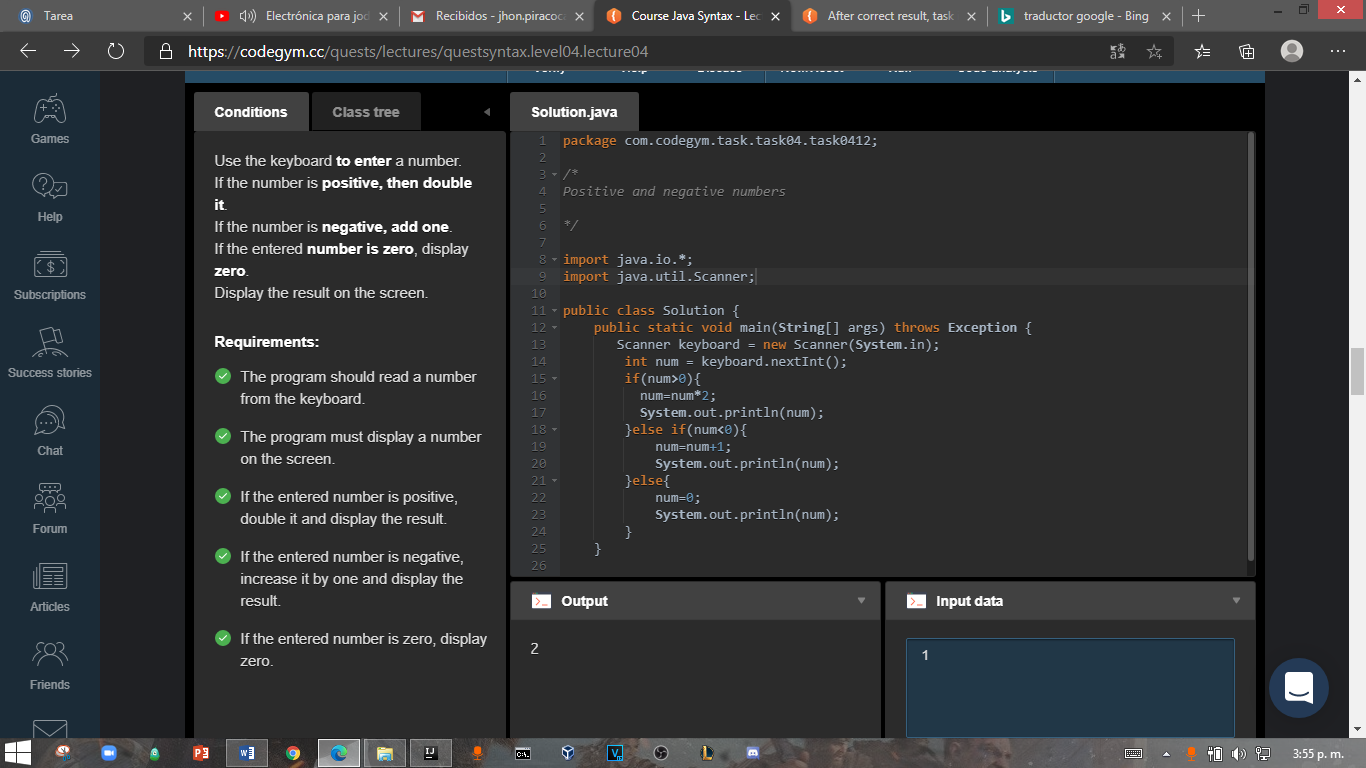 Tarea
Electrónica para jod
Recibidos - jhon.piracoca
Course Java Syntax - Lec
After correct result, task
traductor google - Bing
https://codegym.cc/quests/lectures/questsyntax.level04.lecture04
Games
Help
Subscriptions
Success stories
Chat
Forum
Articles
Friends
Conditions
Class tree
Use the keyboard to enter a number.
If the number is positive, then double
it.
If the number is negative, add one.
If the entered number is zero, display
zero.
Display the result on the screen.
Requirements:
The program should read a number
from the keyboard.
The program must display a number
on the screen.
If the entered number is positive,
double it and display the result.
If the entered number is negative,
increase it by one and display the
result.
If the entered number is zero, display
zero.
Solution.java
1 package com.codegym.task.task04.task0412;
2
3 /*
4 Positive and negative numbers
5
6 */
7
8 import java.io.*;
9 import java.util.Scanner;
10
11 public class Solution {
12 public static void main(String[] args) throws Exception {
13 Scanner keyboard = new Scanner(System.in);
14 int num = keyboard.nextInt();
15 if(num>0){
16 num=num*2;
17 System.out.println(num);
18 }else if(num<0){
19 num=num+1;
20 System.out.println(num);
21 }else{
22 num=0;
23 System.out.println(num);
24 }
25 }
26
Output
2
Input data
1
3:55 p. m.